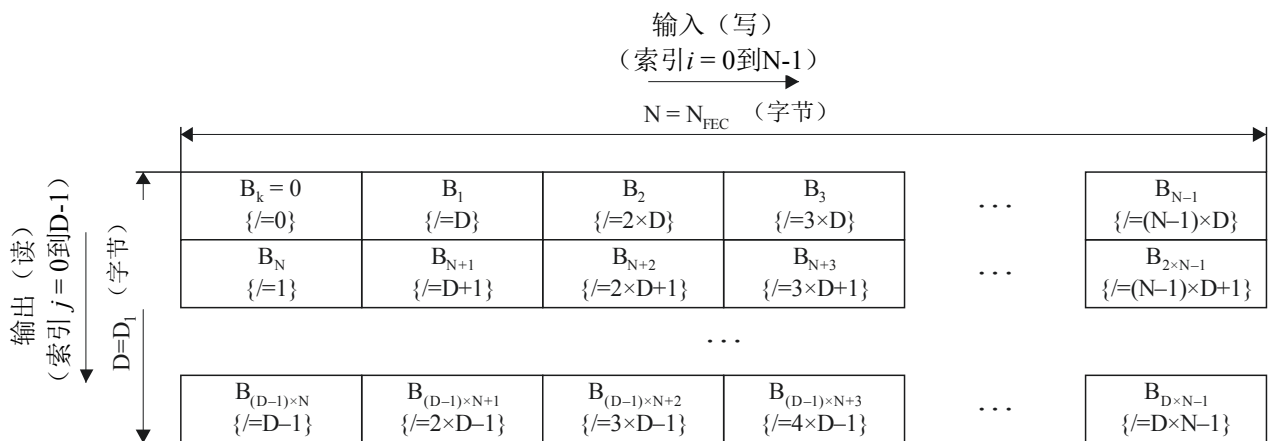 输入（写）
（索引i = 0到N-1）
N = N_FEC （字节）
输出（读）
（索引j = 0到D-1）
D=D_1 （字节）
B_k = 0 B_1 B_2 B_3 … B_N–1
{/=0} {/=D} {/=2×D} {/=3×D} {/=(N–1)×D}
B_N B_N+1 B_N+2 B_N+3 … B_2×N–1
{/=1} {/=D+1} {/=2×D+1} {/=3×D+1} {/=(N–1)×D+1}
…
B_(D–1)×N B_(D–1)×N+1 B_(D–1)×N+2 B_(D–1)×N+3 … B_D×N–1
{/=D–1} {/=2×D–1} {/=3×D–1} {/=4×D–1} {/=D×N–1}